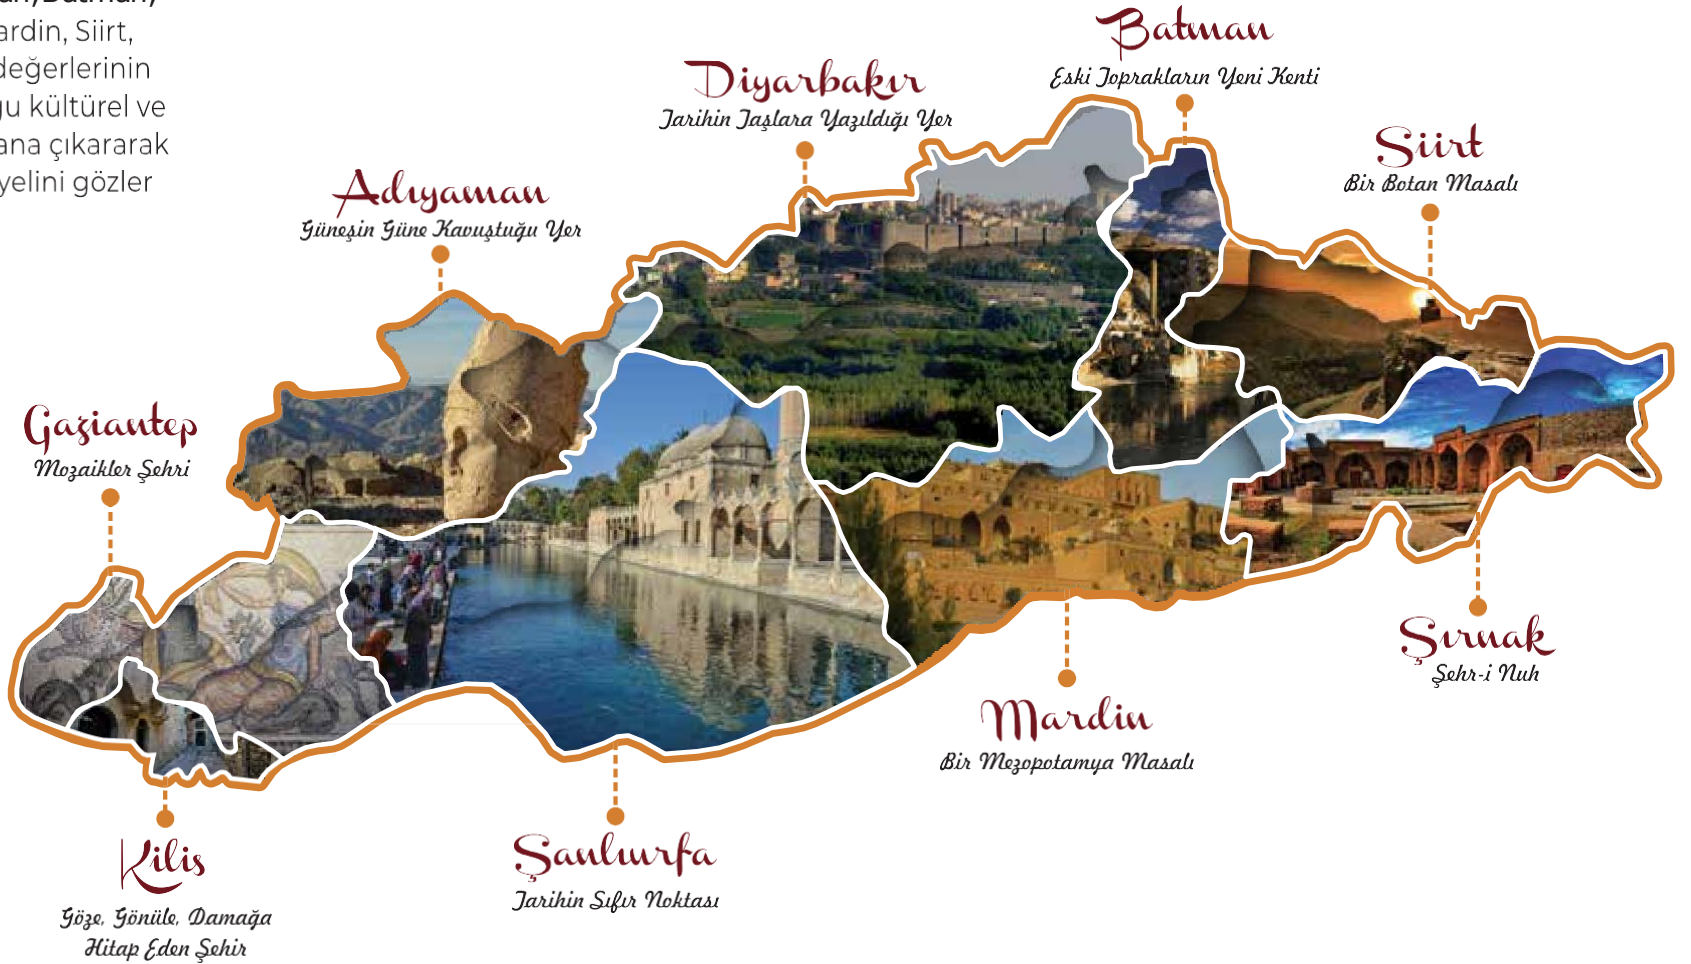 ardin, Siirt,
değerlerinin
kültürel ve
çıkararak
gözler
Batman
Eski Toprakların Yeni Kenti
Diyarbakır
Tarihin Taşlara Yazıldığı Yer
Siirt
Bir Botan Masalı
Adıyaman
Güneşin Güne Kavuştuğu Yer
Gaziantep
Mozaikler Şehri
Şırnak
Şehr-i Nuh
Mardin
Bir Mezopotamya Masalı
Kilis
Göze, Gönüle, Damağa
Hitap Eden Şehir
Şanlıurfa
Tarihin Sıfır Noktası